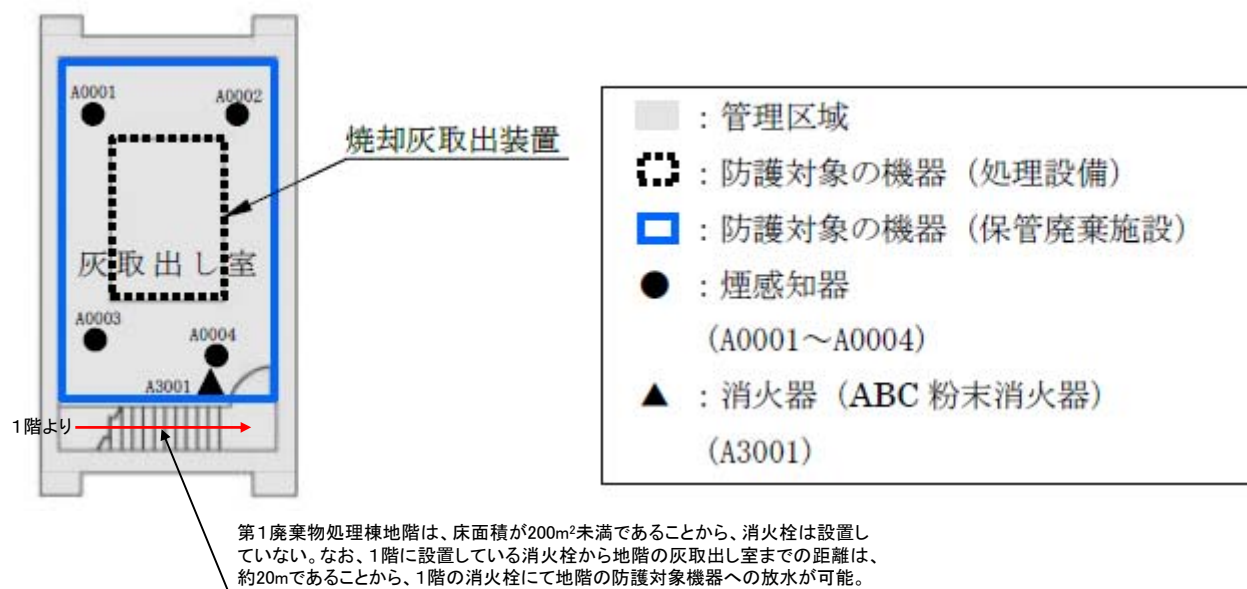 A0001
A0002
焼却灰取出装置
灰取出し室
A0003
A0004
A3001
1階より
：管理区域
：防護対象の機器（処理設備）
：防護対象の機器（保管廃棄施設）
：煙感知器
(A0001～A0004)
：消火器（ABC 粉末消火器）
(A3001)
第1廃棄物処理棟地階は、床面積が200m²未満であることから、消火栓は設置し
ていない。なお、1階に設置している消火栓から地階の灰取出し室までの距離は、
約20mであることから、1階の消火栓にて地階の防護対象機器への放水が可能。